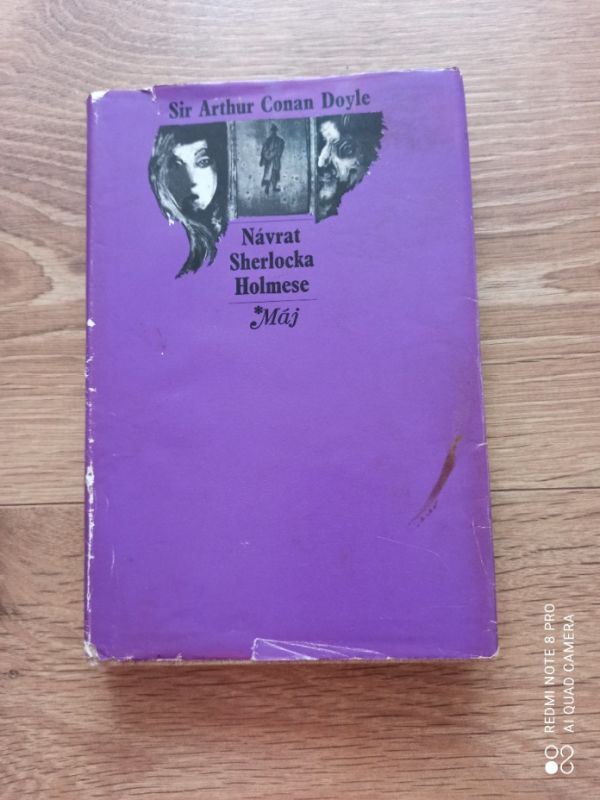 Sir Arthur Conan Doyle
Návrat
Sherlocka
Holmese
*Máj
REDMI NOTE 8 PRO
AI QUAD CAMERA